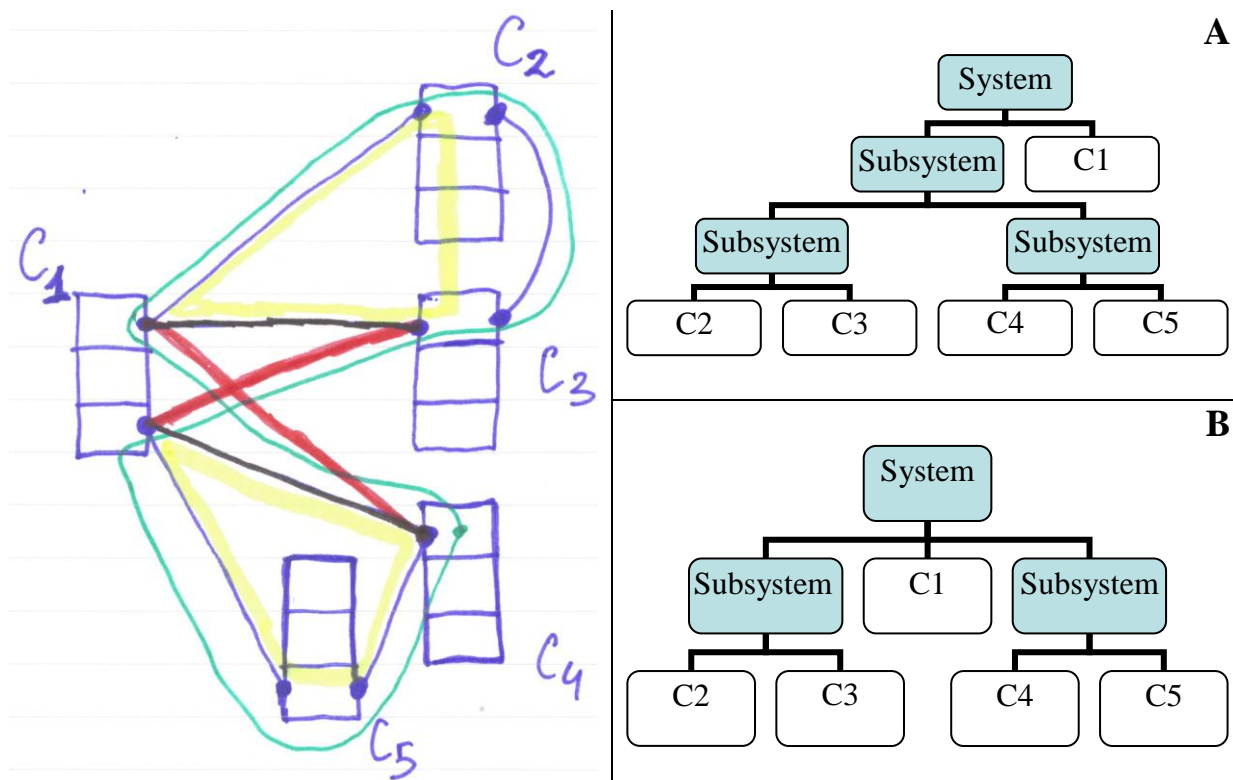 C2
C1
C3
C4
C5
A
System
Subsystem C1
Subsystem Subsystem
C2 C3 C4 C5
B
System
Subsystem C1 Subsystem
C2 C3 C4 C5